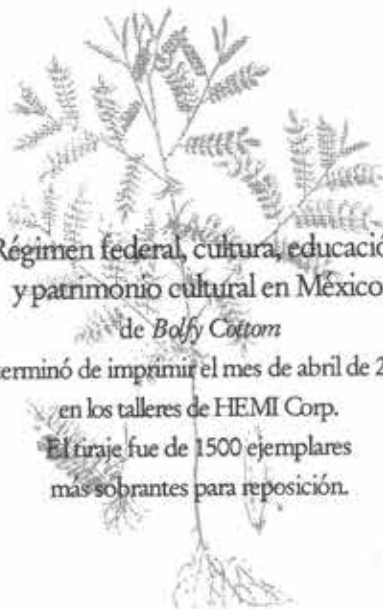 Régimen federal, cultura, educació
y patrimonio cultural en México
de Bolfy Cottom
erminó de imprimir el mes de abril de 2
en los talleres de HEMI Corp.
El tiraje fue de 1500 ejemplares
más sobrantes para reposición.